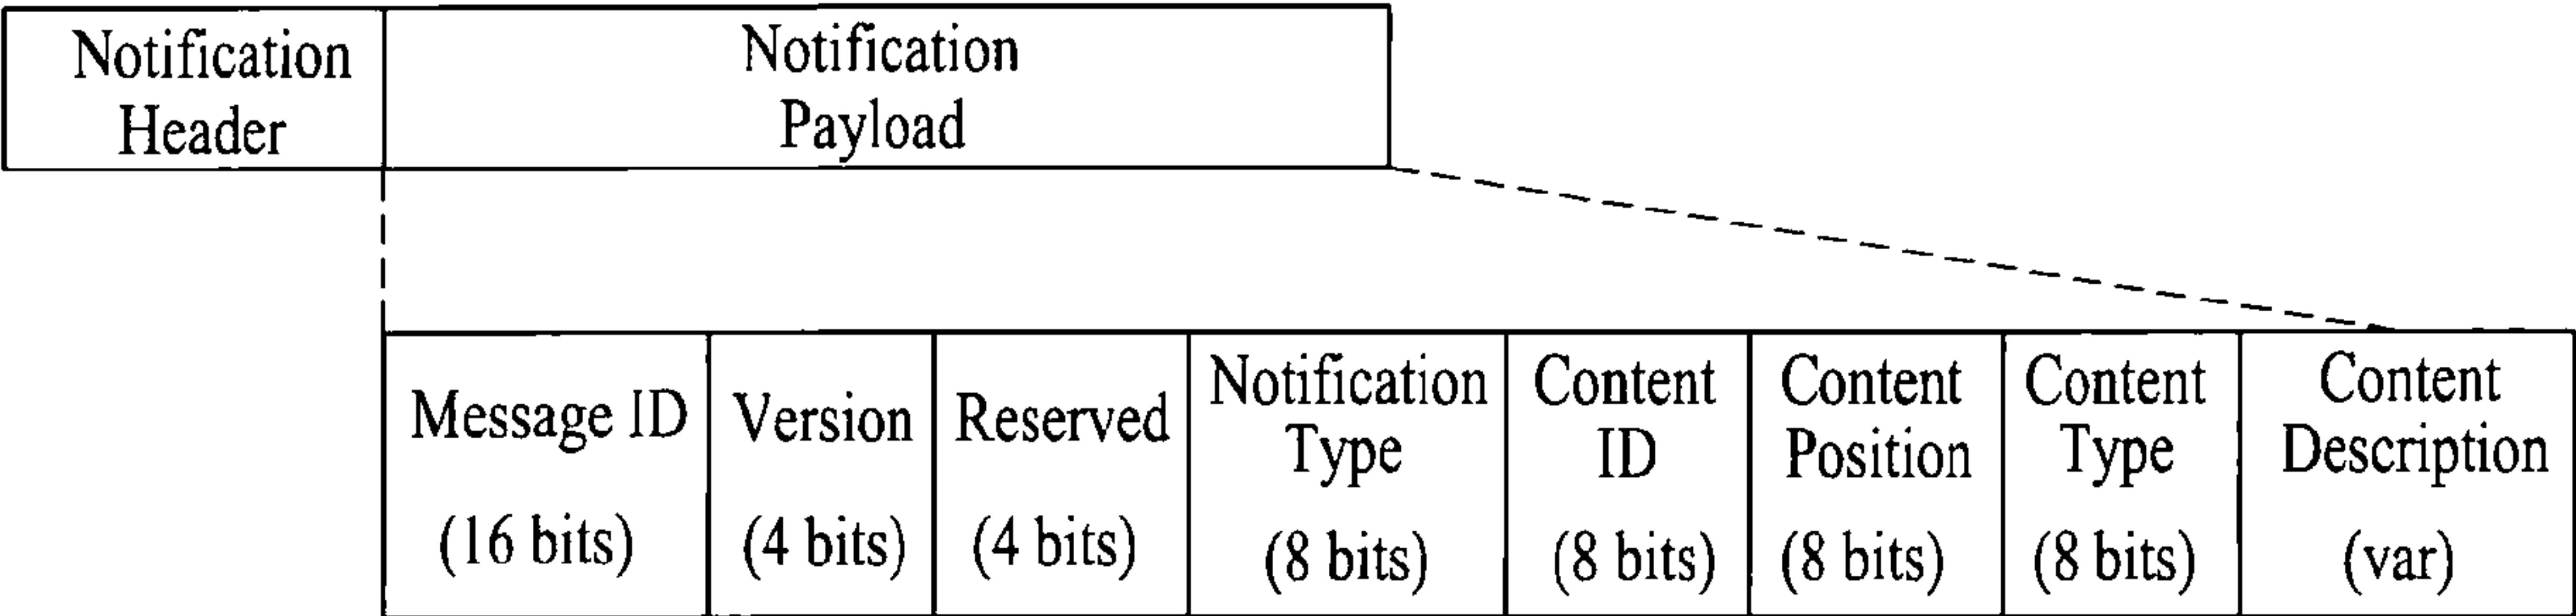 Notification
Header
Notification
Payload
Message ID
(16 bits)
Version
(4 bits)
Reserved
(4 bits)
Notification
Type
(8 bits)
Content
ID
(8 bits)
Content
Position
(8 bits)
Content
Type
(8 bits)
Content
Description
(var)